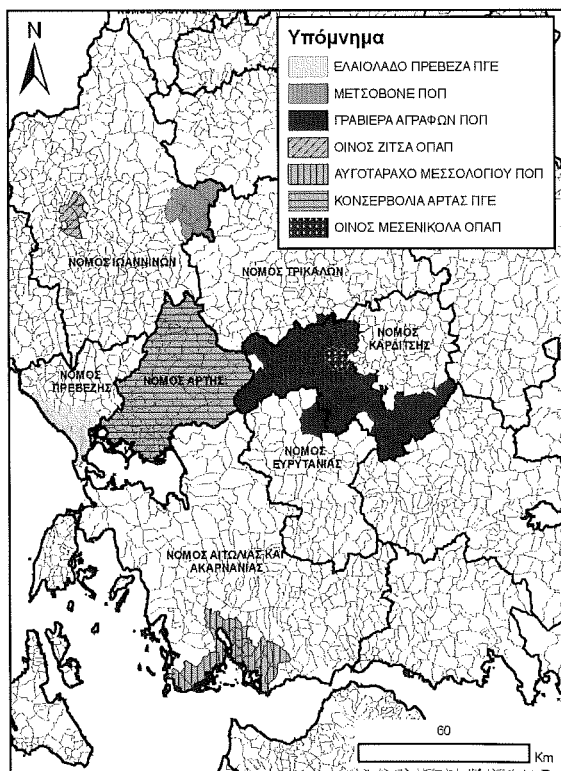 N
Υπόμνημα
ΕΛΑΙΟΛΑΔΟ ΠΡΕΒΕΖΑ ΠΓΕ
ΜΕΤΣΟΒΟΝΕ ΠΟΠ
ΓΡΑΒΙΕΡΑ ΑΓΡΑΦΩΝ ΠΟΠ
ΟΙΝΟΣ ΖΙΤΣΑ ΟΠΑΠ
ΑΥΓΟΤΑΡΑΧΟ ΜΕΣΣΟΛΟΓΙΟΥ ΠΟΠ
ΚΟΝΣΕΡΒΟΛΙΑ ΑΡΤΑΣ ΠΓΕ
ΟΙΝΟΣ ΜΕΣΕΝΙΚΟΛΑ ΟΠΑΠ
ΝΟΜΟΣ ΙΩΑΝΝΙΝΩΝ
ΝΟΜΟΣ ΤΡΙΚΑΛΩΝ
ΝΟΜΟΣ
ΚΑΡΔΙΤΣΗΣ
ΝΟΜΟΣ
ΠΡΕΒΕΖΗΣ
ΝΟΜΟΣ ΑΡΤΗΣ
ΝΟΜΟΣ
ΕΥΡΥΤΑΝΙΑΣ
ΝΟΜΟΣ ΑΙΤΩΛΙΑΣ ΚΑΙ
ΑΚΑΡΝΑΝΙΑΣ
60
Km